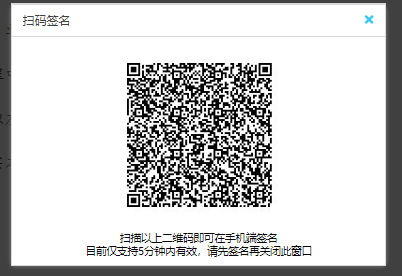 扫码签名
扫描以上二维码即可在手机端签名
目前仅支持5分钟内有效，请先签名再关闭此窗口